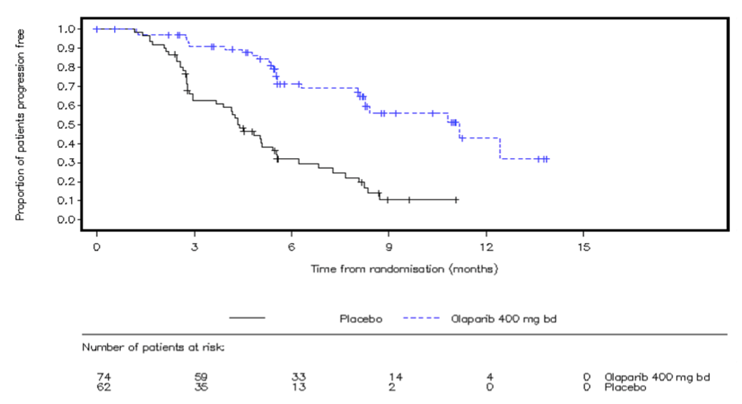 Proportion of patients progression free
1.0
0.9
0.8
0.7
0.6
0.5
0.4
0.3
0.2
0.1
0.0
0 3 6 9 12 15
Time from randomisation (months)
Placebo Olaparib 400 mg bd
Number of patients at risk:
74 59 33 14 4 0 Olaparib 400 mg bd
62 35 13 2 0 0 Placebo